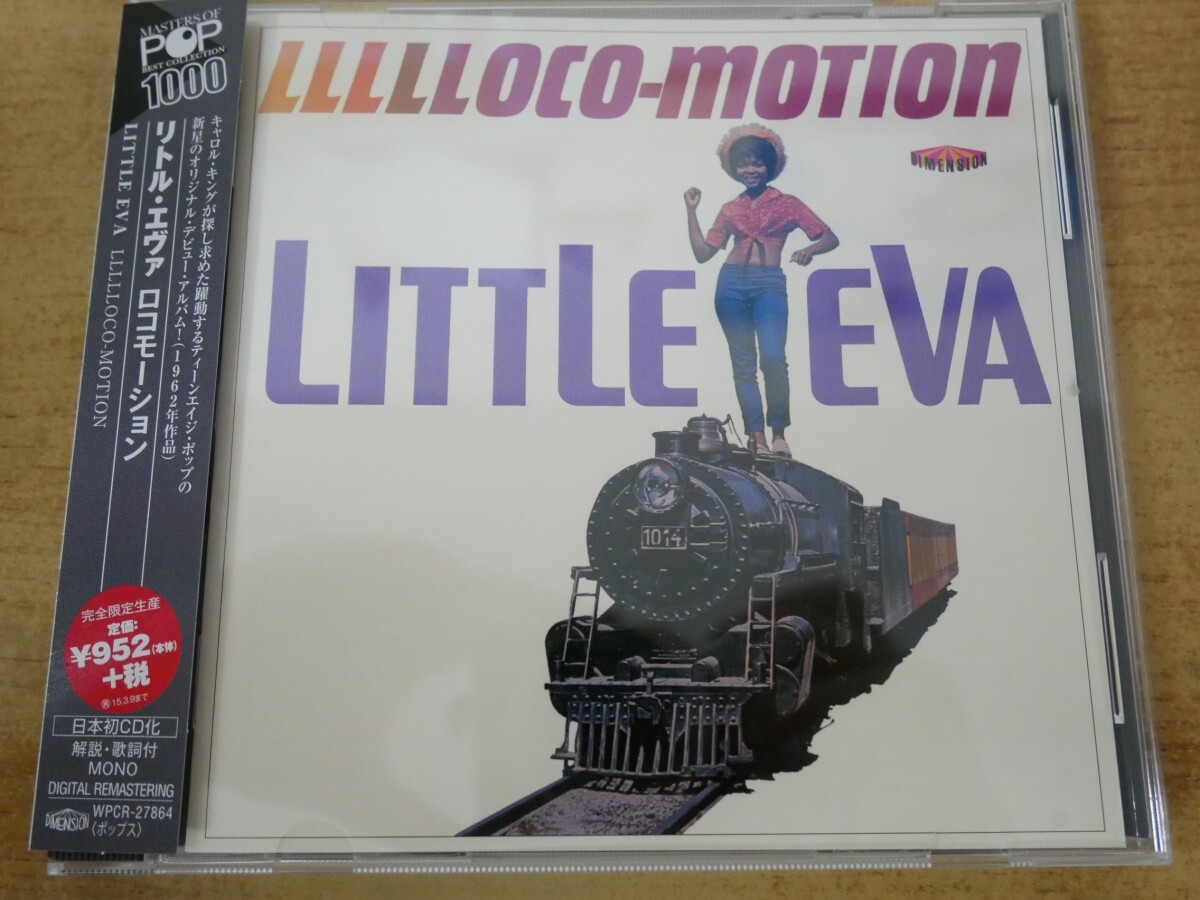 MASTERS OF
POP
BEST COLLECTION
1000
キャロル・キングが探し求めた躍動するティーンエイジ・ポップの
新星のオリジナル・デビュー・アルバム！(1962年作品)
リトル・エヴァ ロコモーション
LITTLE EVA LLLLLOCO-MOTION
完全限定生産
定価:
¥952(本体)
+税
再15.3.9まで
日本初CD化
解説・歌詞付
MONO
DIGITAL REMASTERING
DIMENSION
WPCR-27864
〈ポップス〉
LLLLLOCO-MOTION
DIMENSION
LITTLE EVA
1014